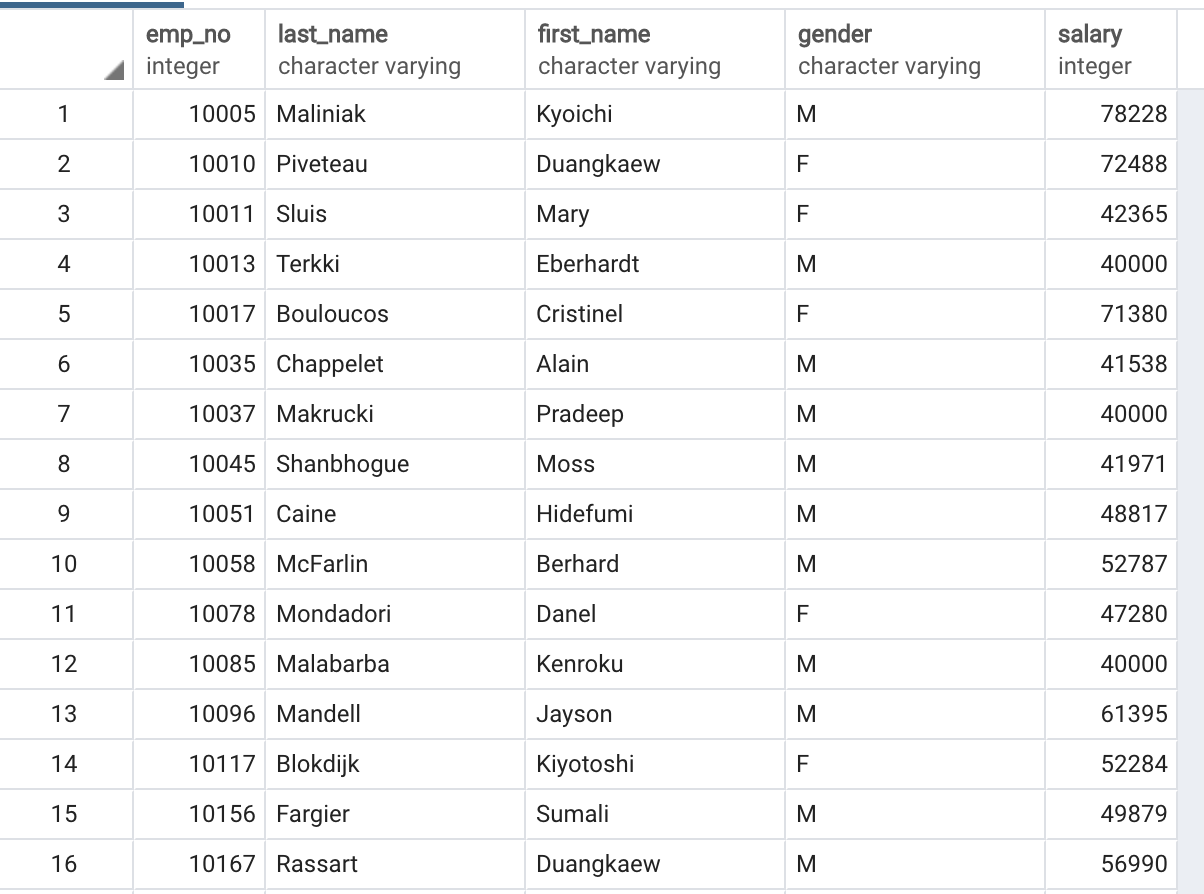 emp_no last_name first_name gender salary
integer character varying character varying character varying integer
1 10005 Maliniak Kyoichi M 78228
2 10010 Piveteau Duangkaew F 72488
3 10011 Sluis Mary F 42365
4 10013 Terkki Eberhardt M 40000
5 10017 Bouloucos Cristinel F 71380
6 10035 Chappelet Alain M 41538
7 10037 Makrucki Pradeep M 40000
8 10045 Shanbhogue Moss M 41971
9 10051 Caine Hidefumi M 48817
10 10058 McFarlin Berhard M 52787
11 10078 Mondadori Danel F 47280
12 10085 Malabarba Kenroku M 40000
13 10096 Mandell Jayson M 61395
14 10117 Blokdijk Kiyotoshi F 52284
15 10156 Fargier Sumali M 49879
16 10167 Rassart Duangkaew M 56990